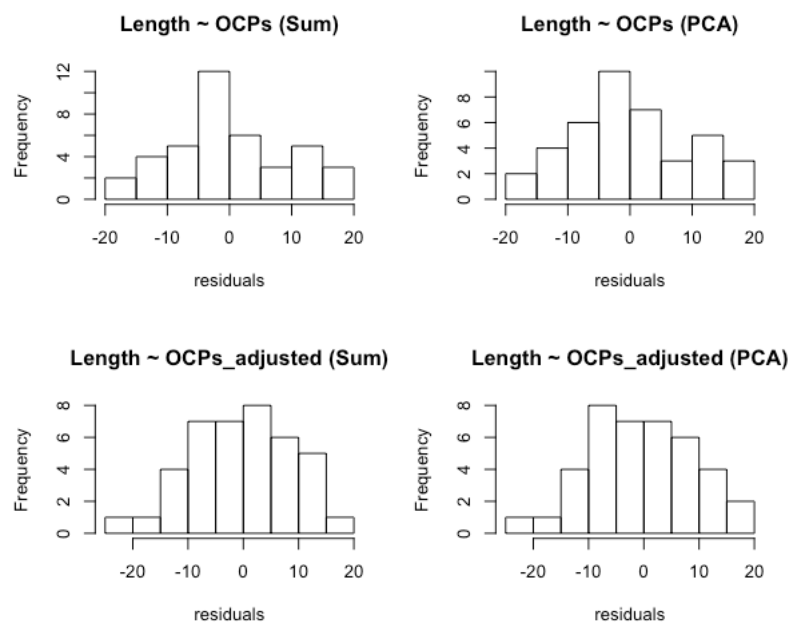 Length ~ OCPs (Sum)
Frequency
12
8
4
0
-20 -10 0 10 20
residuals
Length ~ OCPs (PCA)
Frequency
8
6
4
2
0
-20 -10 0 10 20
residuals
Length ~ OCPs_adjusted (Sum)
Frequency
8
6
4
2
0
-20 -10 0 10 20
residuals
Length ~ OCPs_adjusted (PCA)
Frequency
8
6
4
2
0
-20 -10 0 10 20
residuals